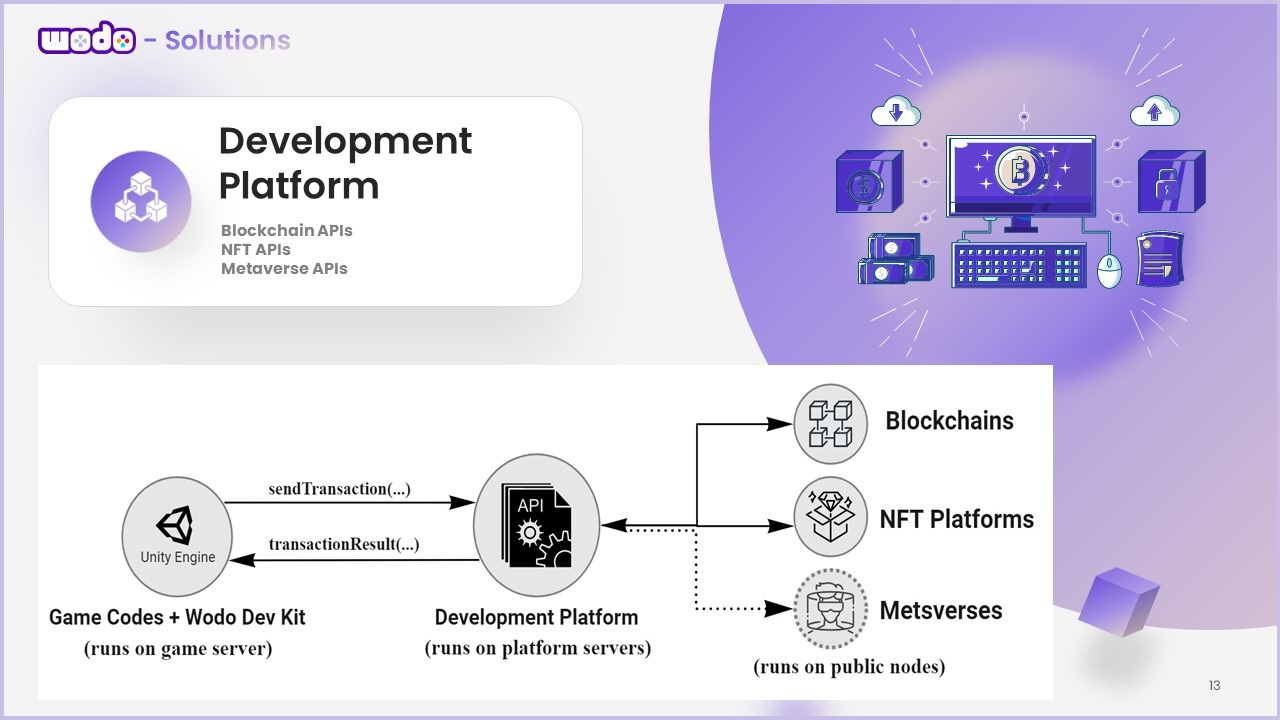 wodo - Solutions
Development
Platform
Blockchain APIs
NFT APIs
Metaverse APIs
Blockchains
sendTransaction(...)
API
NFT Platforms
Unity Engine
transactionResult(...)
Game Codes + Wodo Dev Kit
(runs on game server)
Development Platform
(runs on platform servers)
Metsverses
(runs on public nodes)
13